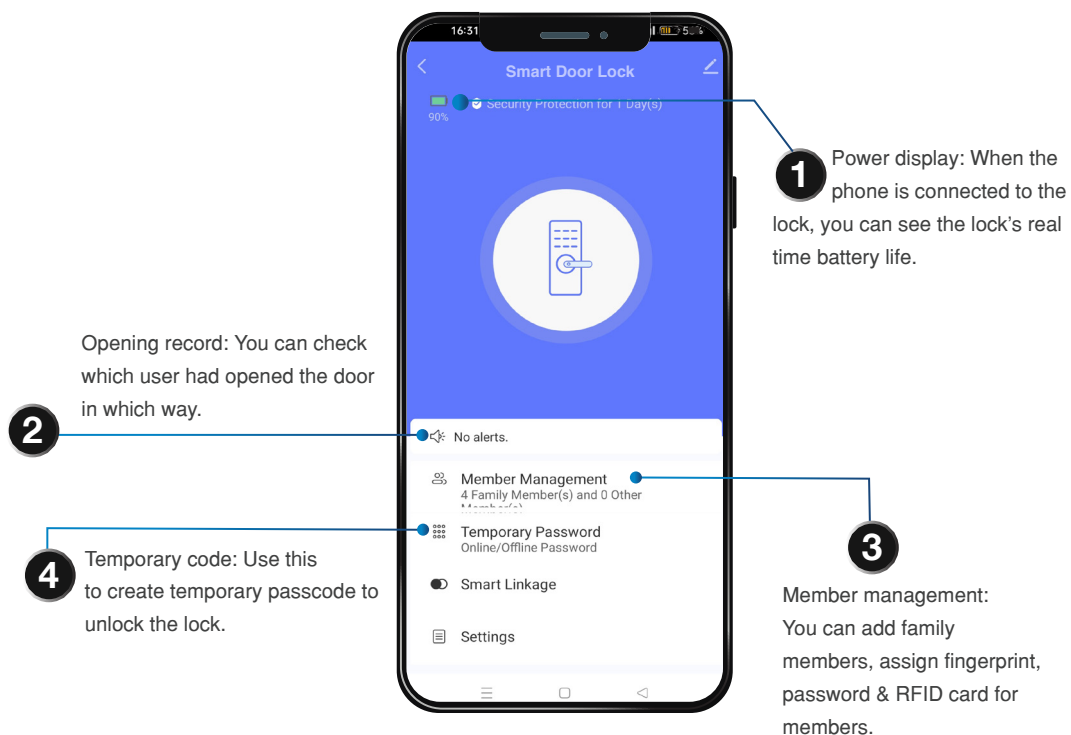 16:31
Smart Door Lock
Security Protection for 1 Day(s)
90%
1
Power display: When the
phone is connected to the
lock, you can see the lock’s real
time battery life.
Opening record: You can check
which user had opened the door
in which way.
2
No alerts.
Member Management
4 Family Member(s) and 0 Other
Temporary Password
Online/Offline Password
Smart Linkage
Settings
4
Temporary code: Use this
to create temporary passcode to
unlock the lock.
3
Member management:
You can add family
members, assign fingerprint,
password & RFID card for
members.